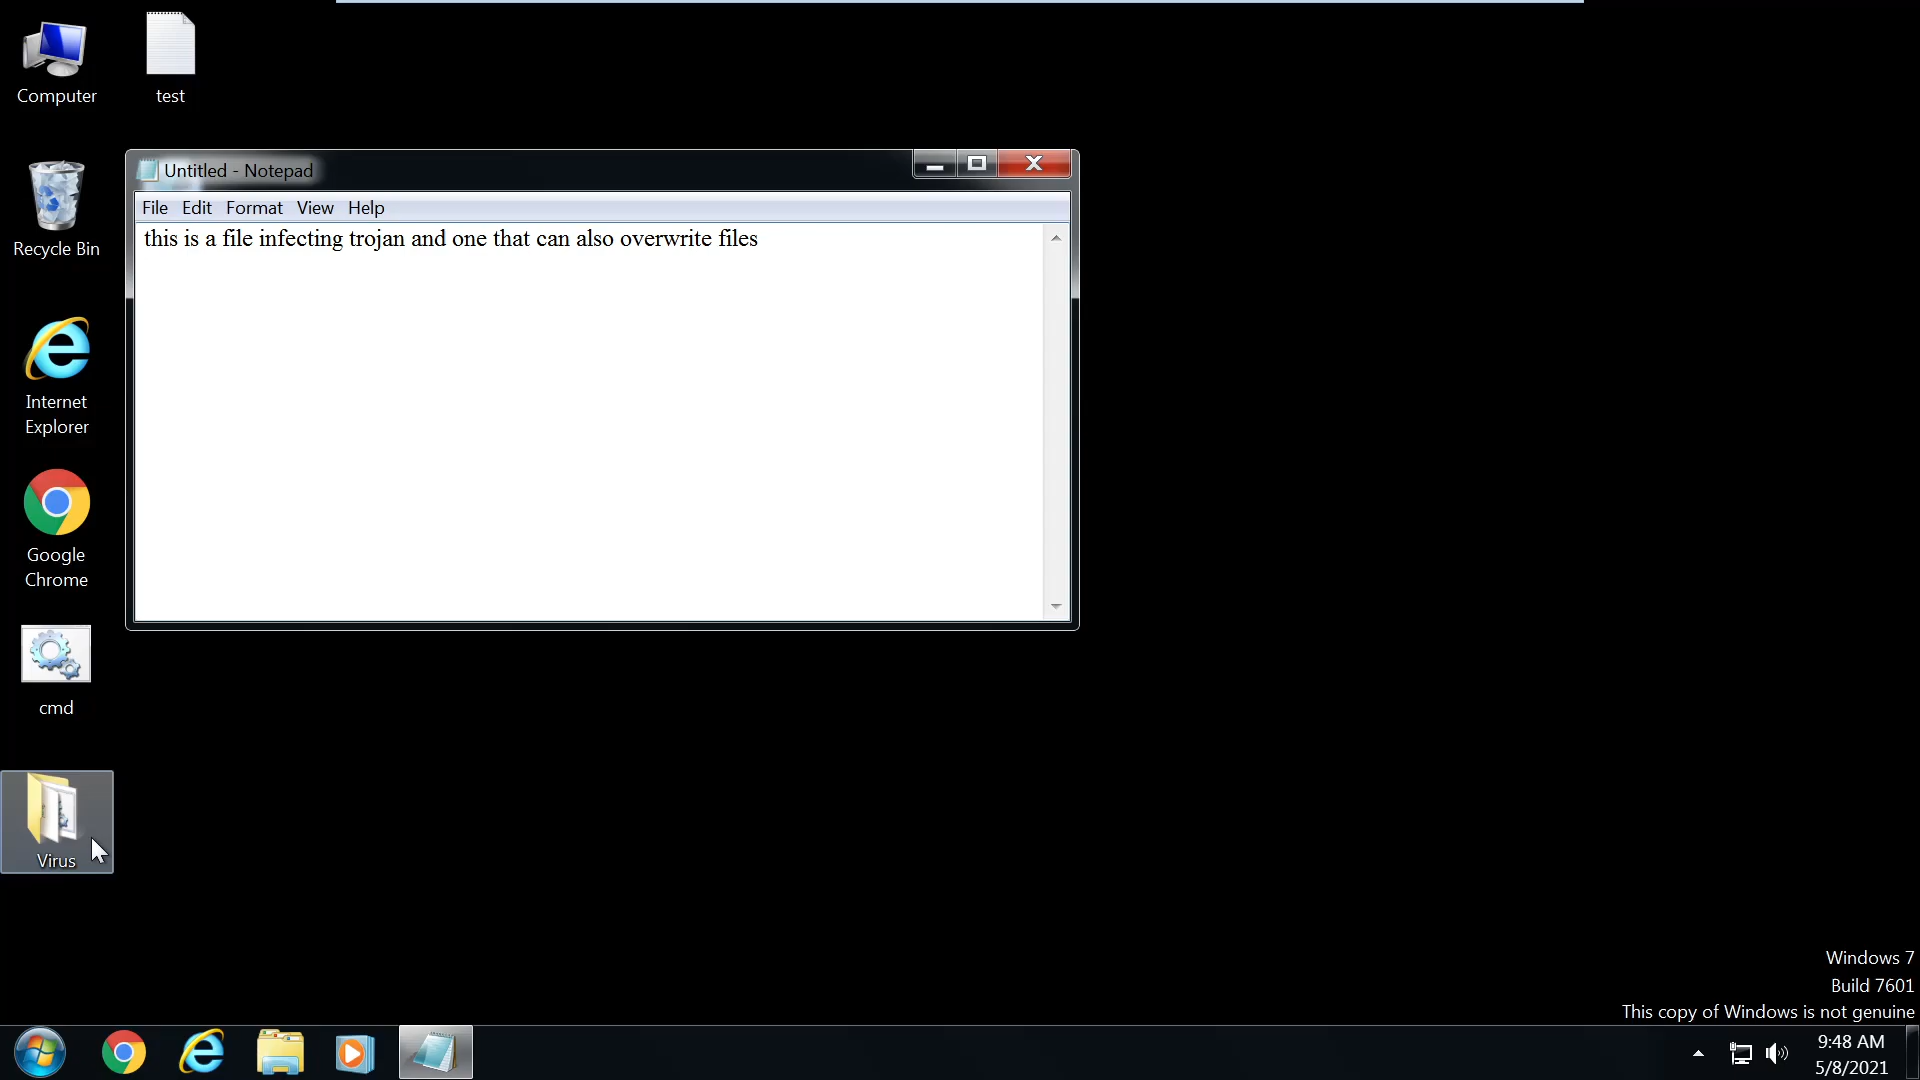 Computer
test
Recycle Bin
Internet
Explorer
Google
Chrome
cmd
Virus
Untitled - Notepad
File Edit Format View Help
this is a file infecting trojan and one that can also overwrite files
Windows 7
Build 7601
This copy of Windows is not genuine
9:48 AM
5/8/2021